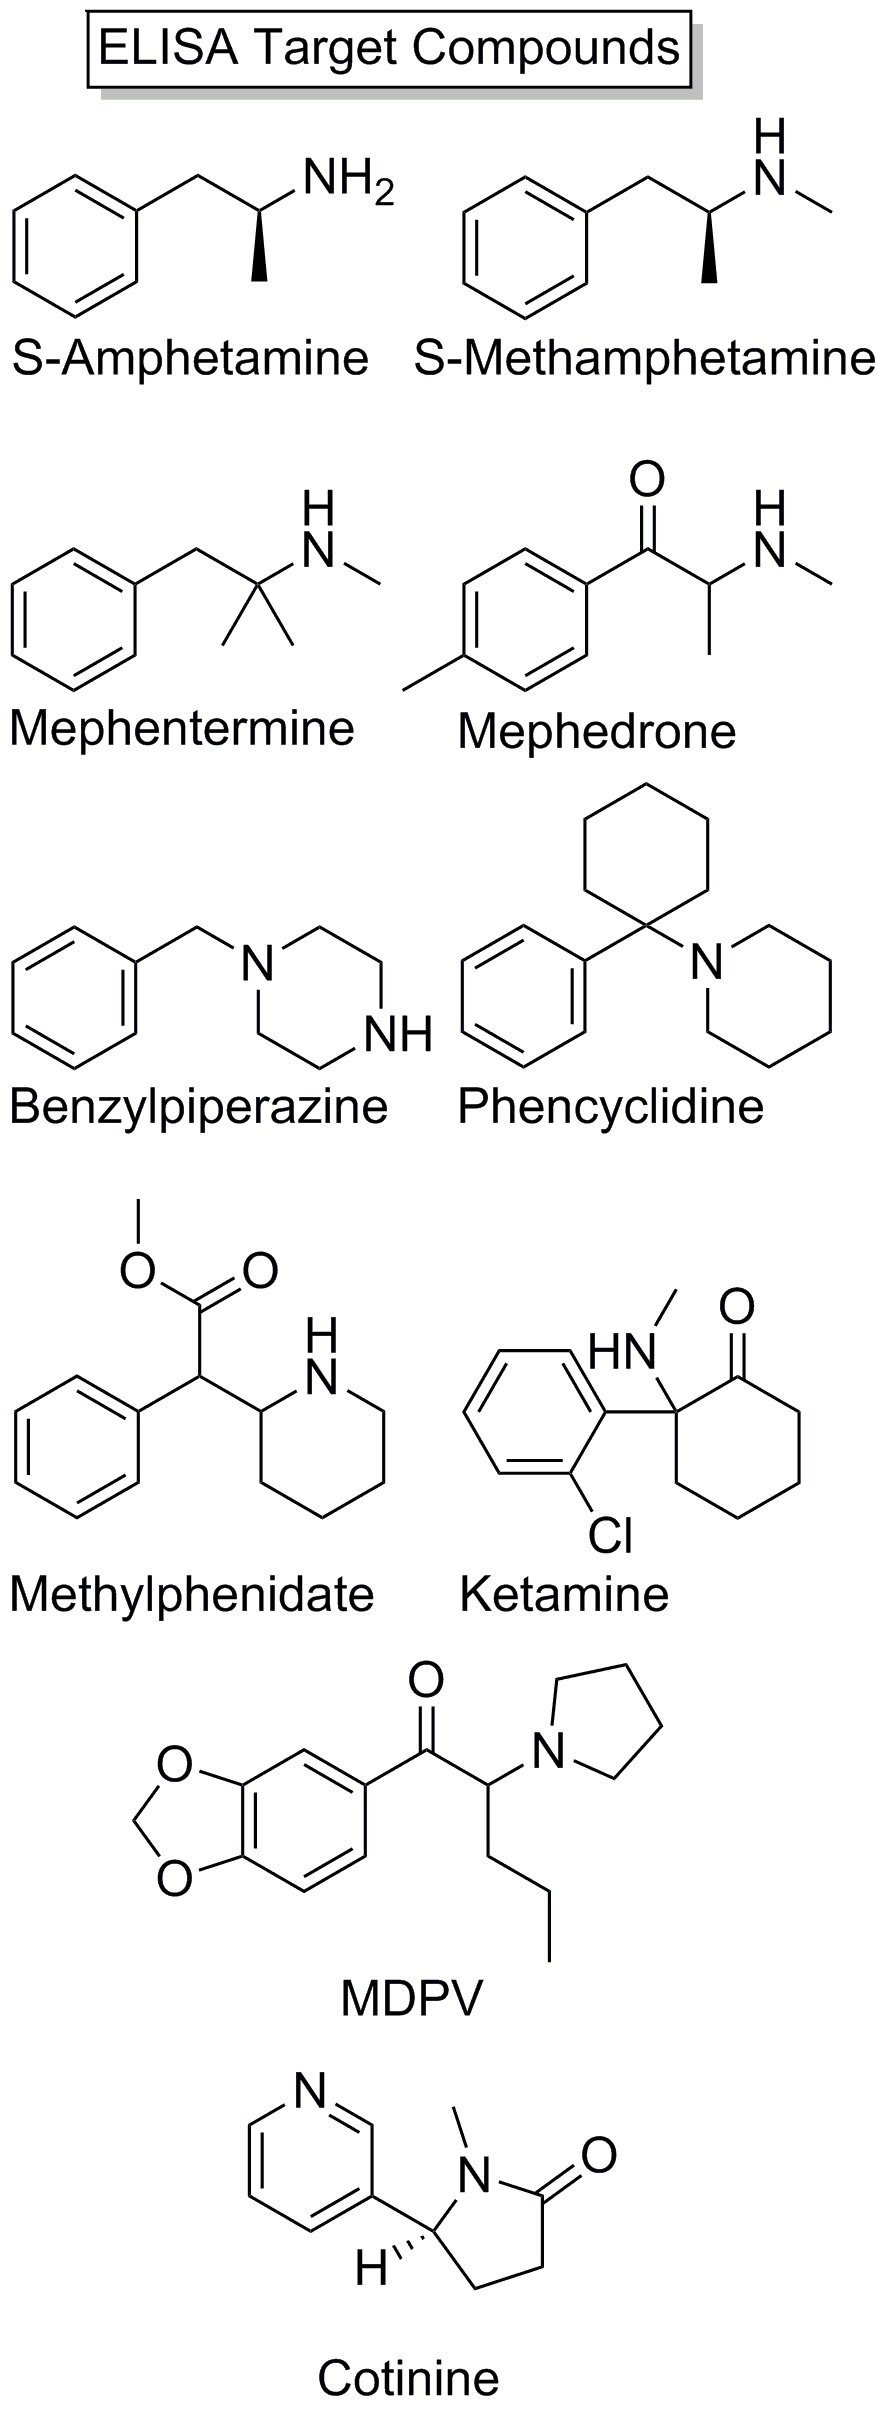 ELISA Target Compounds
NH2
H
N
S-Amphetamine
S-Methamphetamine
H
N
O
H
N
Mephentermine
Mephedrone
N
NH
N
Benzylpiperazine
Phencyclidine
O
O
H
N
HN
O
Cl
Methylphenidate
Ketamine
O
N
O
O
MDPV
N
N
O
H
Cotinine